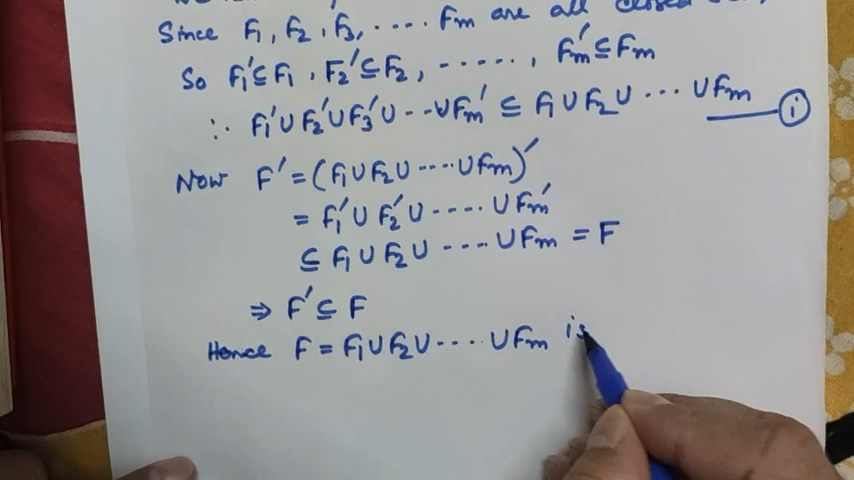 Since F₁, F₂, F₃, ..... Fm are all closed
So F₁'⊆F₁, F₂'⊆F₂, ......, Fm'⊆Fm
∴ F₁'∪F₂'∪F₃'∪...∪Fm' ⊆ F₁∪F₂∪...∪Fm —— (i)
Now F' = (F₁∪F₂∪.....∪Fm)'
= F₁'∪F₂'∪.....∪Fm'
⊆ F₁∪F₂∪.....∪Fm = F
⇒ F' ⊆ F
Hence F = F₁∪F₂∪.....∪Fm is